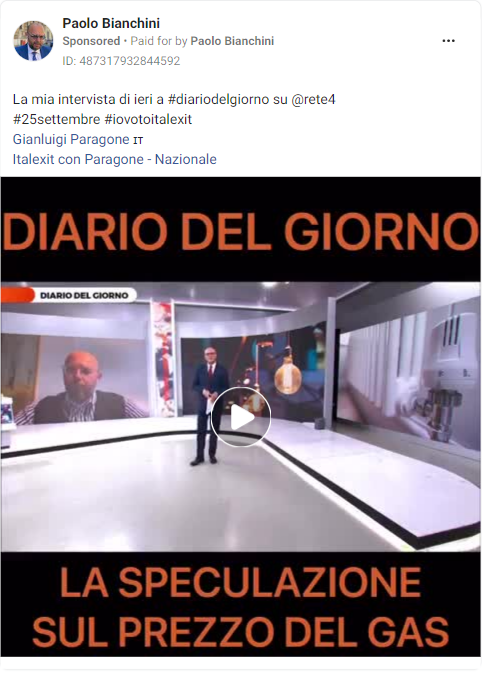 Paolo Bianchini
Sponsored • Paid for by Paolo Bianchini
ID: 487317932844592
La mia intervista di ieri a #diariodelgiorno su @rete4
#25settembre #iovotoitalexit
Gianluigi Paragone ɪᴛ
Italexit con Paragone - Nazionale
DIARIO DEL GIORNO
DIARIO DEL GIORNO
LA SPECULAZIONE
SUL PREZZO DEL GAS